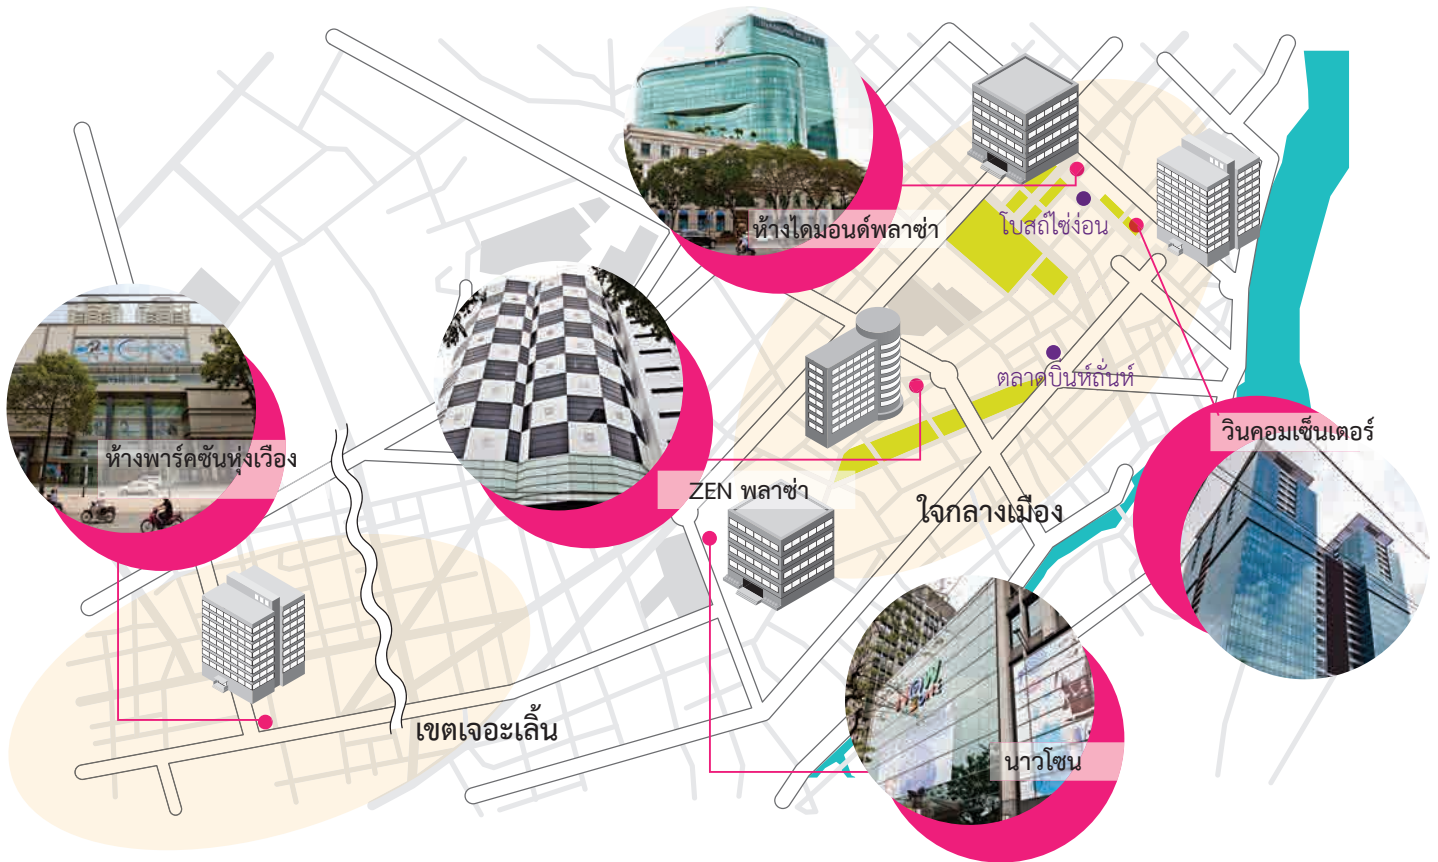 ห้างไดมอนด์พลาซ่า
โบสถ์ไซ่ง่อน
ตลาดบินห์ถั่นห์
วินคอมเซ็นเตอร์
ห้างพาร์คซันหุ่งเวือง
ZEN พลาซ่า
ใจกลางเมือง
เขตเจอะเลิ้น
นาวโซน